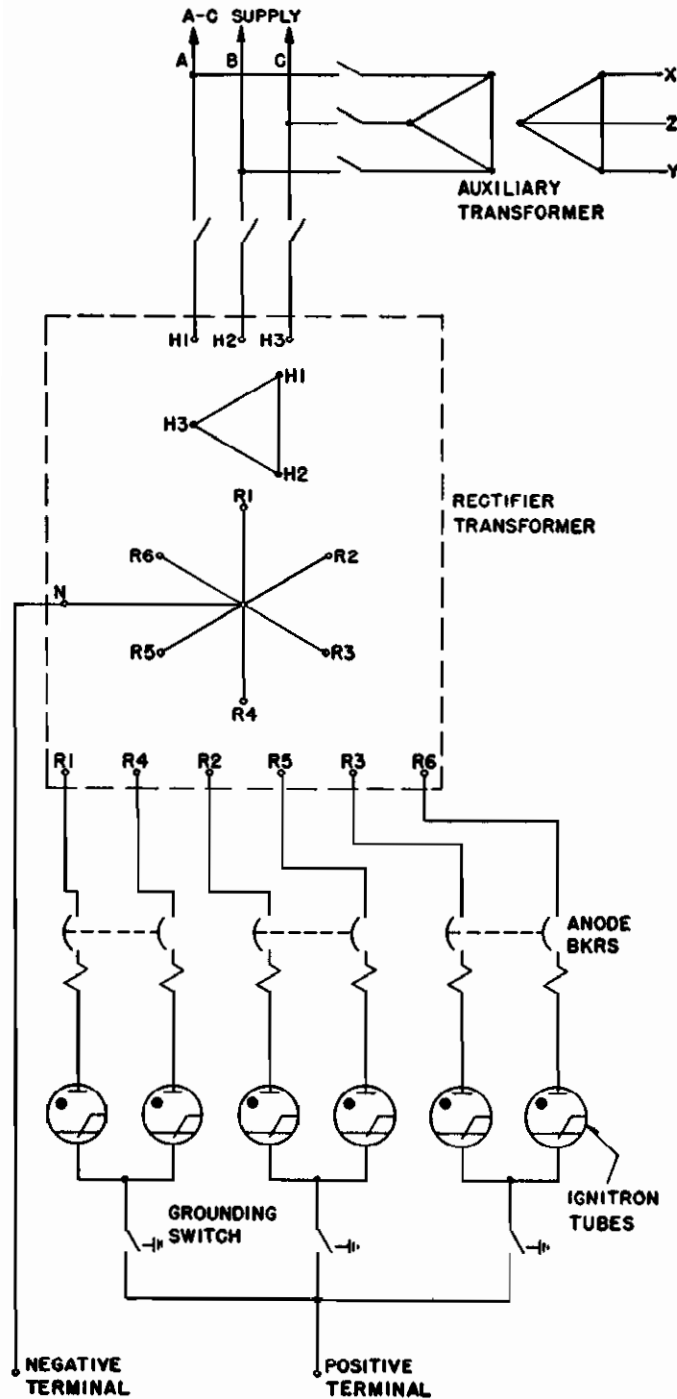 A-C SUPPLY
A B C
X
Z
Y
AUXILIARY
TRANSFORMER
H1 H2 H3
H1
H3
H2
R1
R6 R2
N
R5 R3
R4
RECTIFIER
TRANSFORMER
R1 R4 R2 R5 R3 R6
ANODE
BKRS
IGNITRON
TUBES
GROUNDING
SWITCH
NEGATIVE
TERMINAL
POSITIVE
TERMINAL